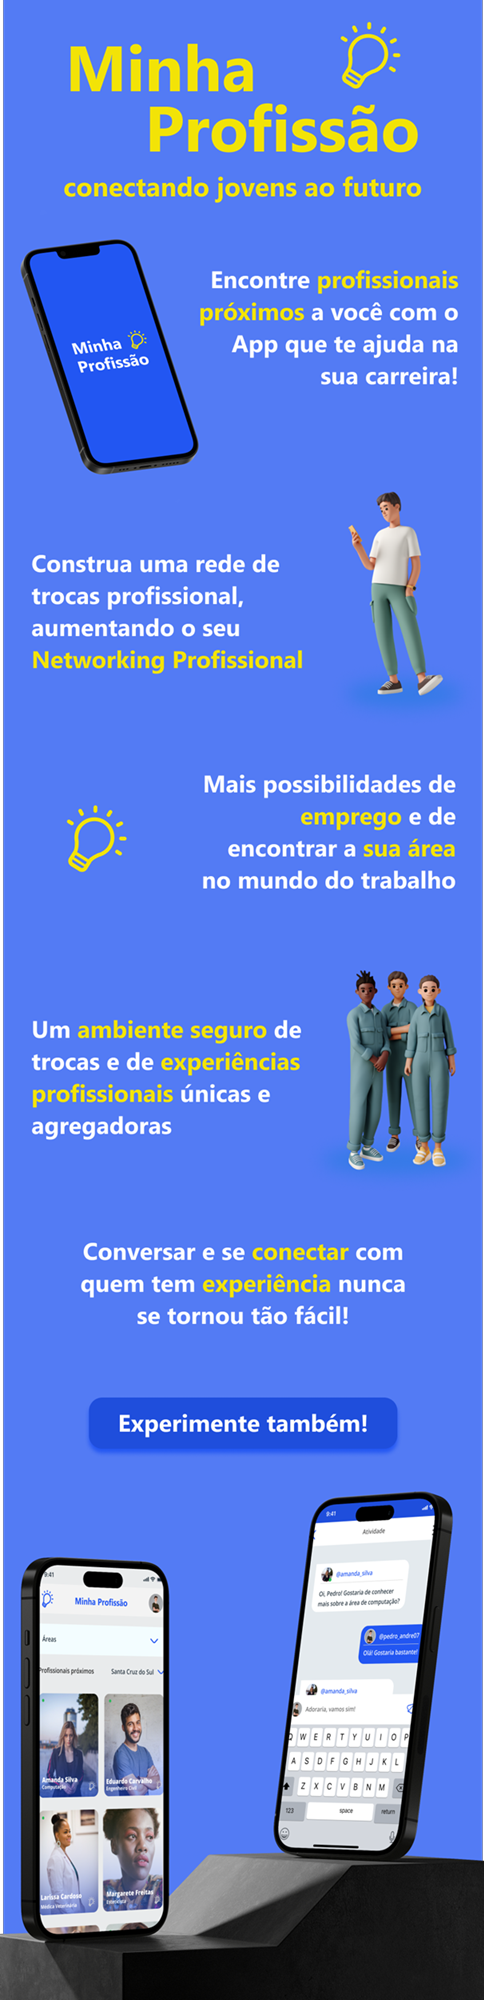 Minha
Profissão
conectando jovens ao futuro
Minha
Profissão
Encontre profissionais
próximos a você com o
App que te ajuda na
sua carreira!
Construa uma rede de
trocas profissional,
aumentando o seu
Networking Profissional
Mais possibilidades de
emprego e de
encontrar a sua área
no mundo do trabalho
Um ambiente seguro de
trocas e de experiências
profissionais únicas e
agregadoras
Conversar e se conectar com
quem tem experiência nunca
se tornou tão fácil!
Experimente também!
9:41
Minha Profissão
Áreas
Profissionais próximos
Santa Cruz do Sul
Amanda Silva
Computação
Eduardo Carvalho
Engenheiro Civil
Larissa Cardoso
Médica Veterinária
Margarete Freitas
Esteticista
9:41
Atividade
@amanda_silva
Oi, Pedro! Gostaria de conhecer
mais sobre a área de computação?
@pedro_andre07
Olá! Gostaria bastante!
@amanda_silva
Adoraria, vamos sim!
Q W E R T Y U I O P
A S D F G H J K L
Z X C V B N M
123 space return